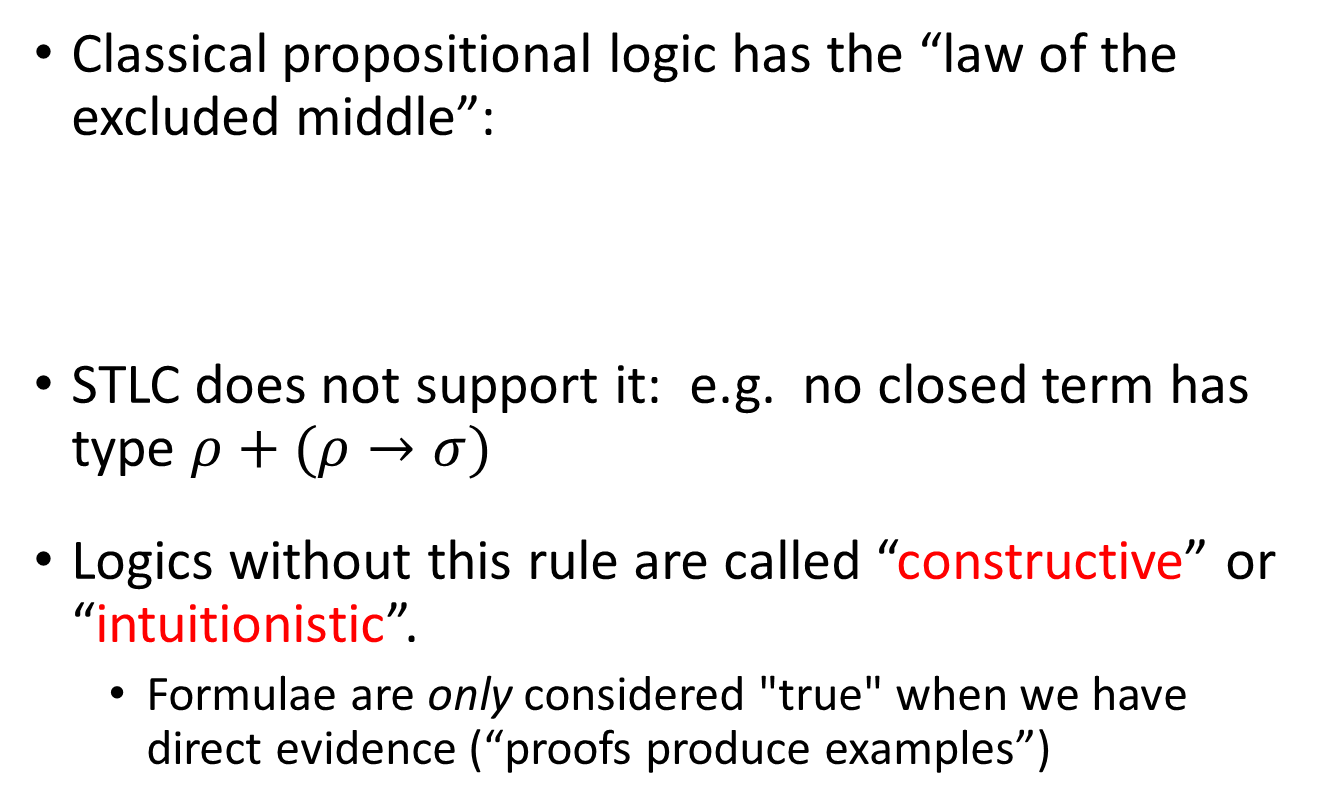 • Classical propositional logic has the “law of the
excluded middle”:
• STLC does not support it: e.g. no closed term has
type 𝜌 + (𝜌 → 𝜎)
• Logics without this rule are called “constructive” or
“intuitionistic”.
• Formulae are only considered "true" when we have
direct evidence (“proofs produce examples”)